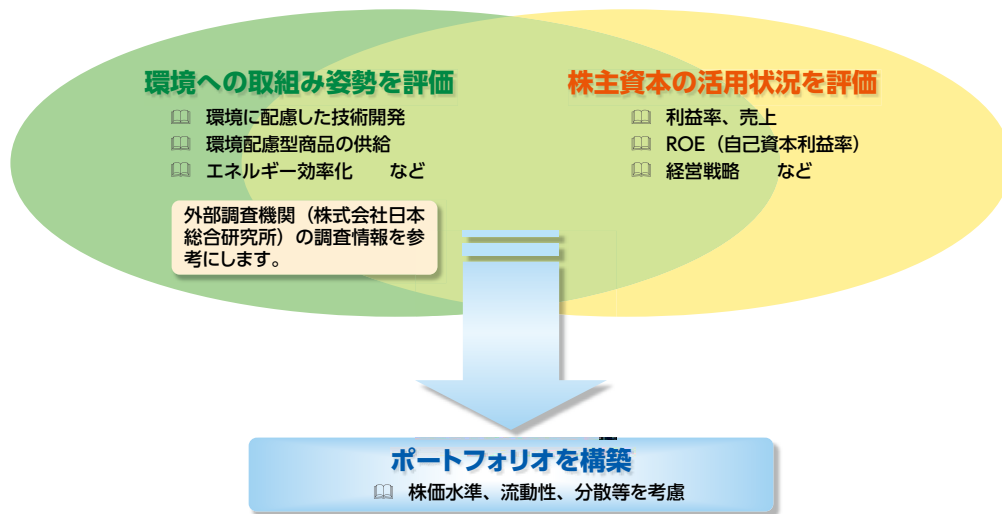 環境への取組み姿勢を評価
環境に配慮した技術開発
環境配慮型商品の供給
エネルギー効率化 など
外部調査機関（株式会社日本
総合研究所）の調査情報を参
考にします。
株主資本の活用状況を評価
利益率、売上
ROE（自己資本利益率）
経営戦略 など
ポートフォリオを構築
株価水準、流動性、分散等を考慮